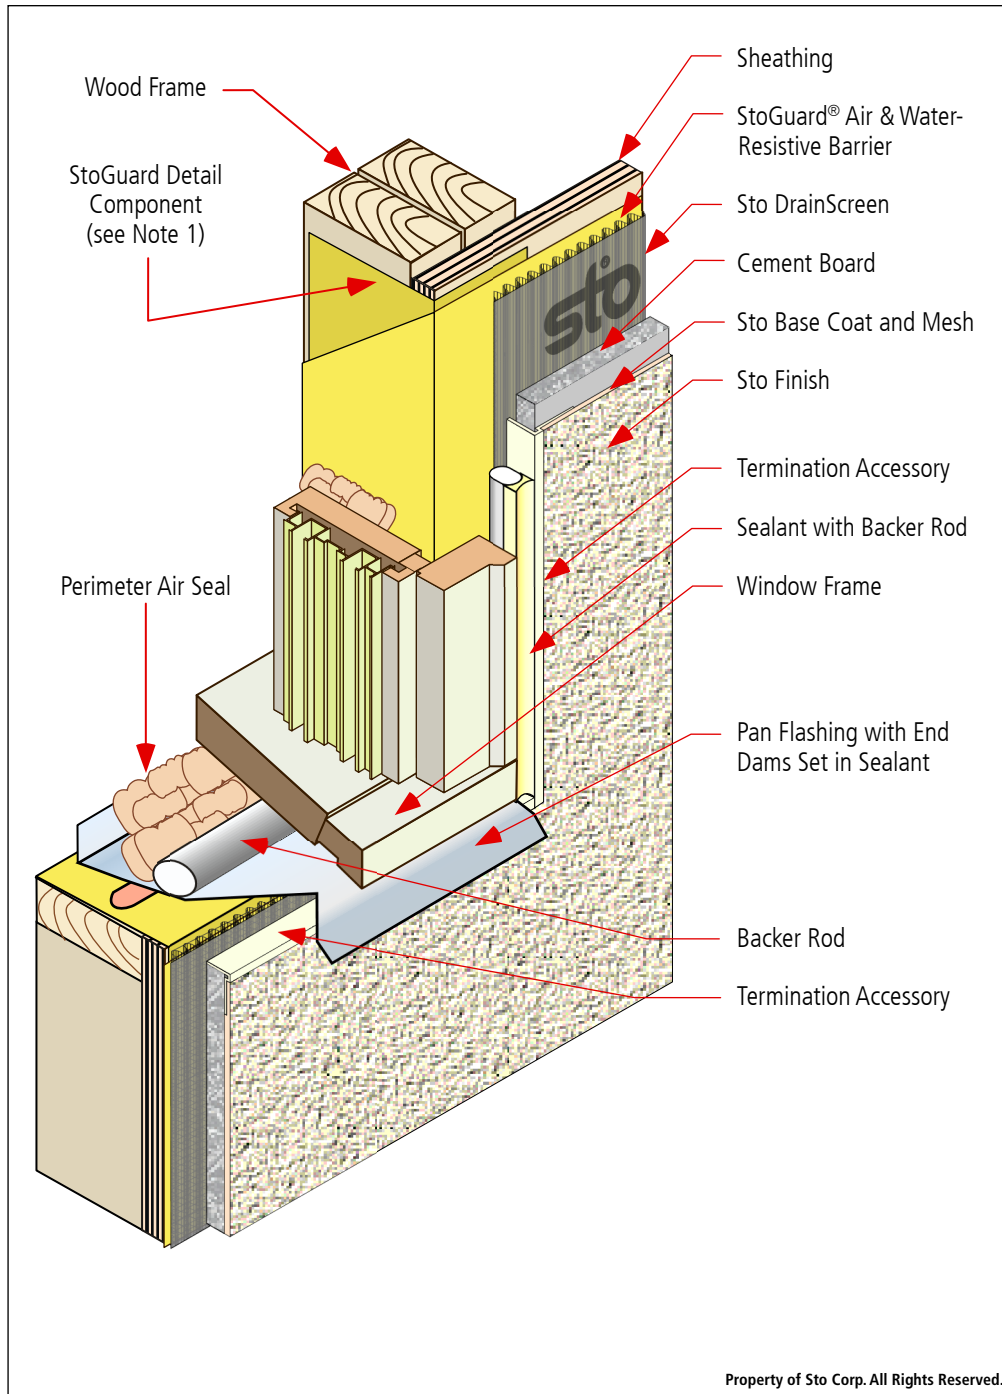 Wood Frame
StoGuard Detail
Component
(see Note 1)
Perimeter Air Seal
Sheathing
StoGuard® Air & Water-
Resistive Barrier
Sto DrainScreen
Cement Board
Sto Base Coat and Mesh
Sto Finish
Termination Accessory
Sealant with Backer Rod
Window Frame
Pan Flashing with End
Dams Set in Sealant
Backer Rod
Termination Accessory
sto®
Property of Sto Corp. All Rights Reserved.